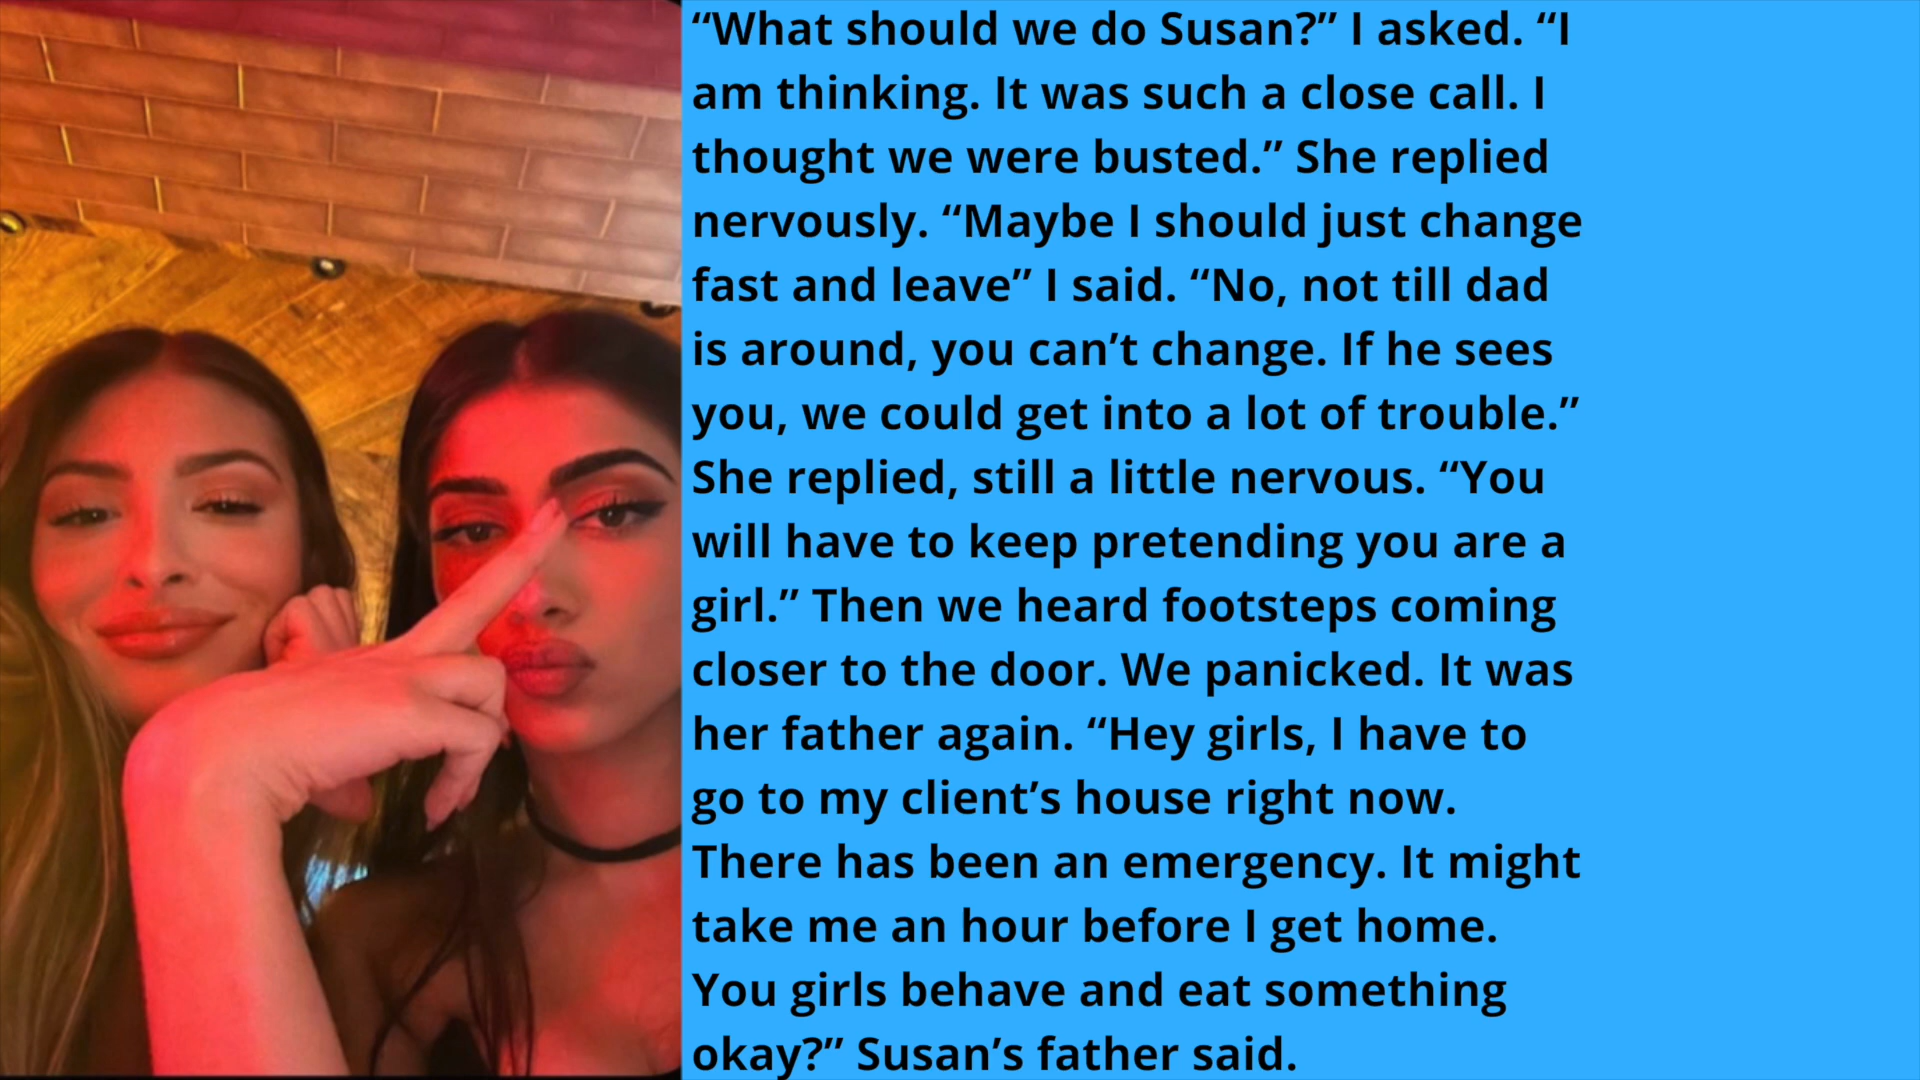 “What should we do Susan?” I asked. “I
am thinking. It was such a close call. I
thought we were busted.” She replied
nervously. “Maybe I should just change
fast and leave” I said. “No, not till dad
is around, you can’t change. If he sees
you, we could get into a lot of trouble.”
She replied, still a little nervous. “You
will have to keep pretending you are a
girl.” Then we heard footsteps coming
closer to the door. We panicked. It was
her father again. “Hey girls, I have to
go to my client’s house right now.
There has been an emergency. It might
take me an hour before I get home.
You girls behave and eat something
okay?” Susan’s father said.